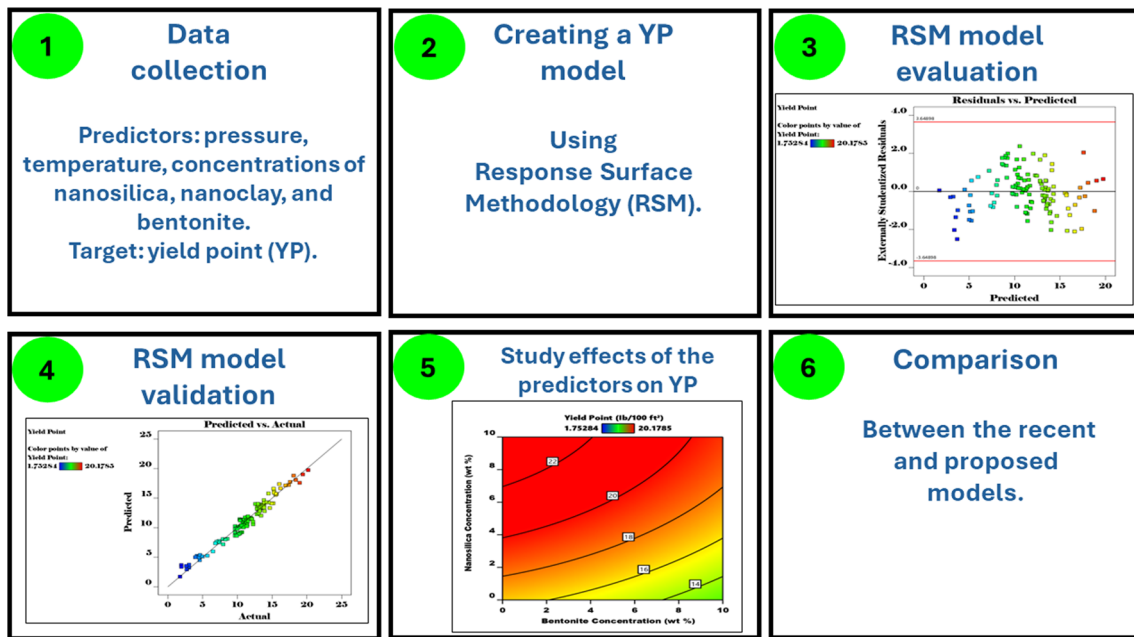 1
Data
collection
Predictors: pressure,
temperature, concentrations of
nanosilica, nanoclay, and
bentonite.
Target: yield point (YP).
2
Creating a YP
model
Using
Response Surface
Methodology (RSM).
3
RSM model
evaluation
Residuals vs. Predicted
Yield Point
Color points by value of
Yield Point:
1.75284 20.1785
Externally Studentized Residuals
4.0
2.0
0.0
-2.0
-4.0
3.64098
0
-3.64098
0 5 10 15 20
Predicted
4
RSM model
validation
Predicted vs. Actual
Yield Point
Color points by value of
Yield Point:
1.75284 20.1785
Predicted
25
20
15
10
5
0
0 5 10 15 20 25
Actual
5
Study effects of the
predictors on YP
Yield Point (lb/100 ft²)
1.75284 20.1785
Nanosilica Concentration (wt %)
10
8
6
4
2
0
22
20
18
16
14
0 2 4 6 8 10
Bentonite Concentration (wt %)
6
Comparison
Between the recent
and proposed
models.